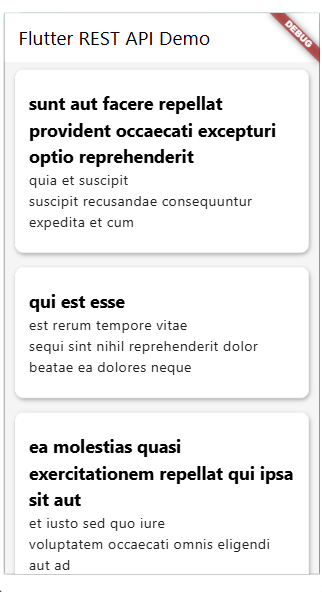 Flutter REST API Demo
DEBUG
sunt aut facere repellat
provident occaecati excepturi
optio reprehenderit
quia et suscipit
suscipit recusandae consequuntur
expedita et cum
qui est esse
est rerum tempore vitae
sequi sint nihil reprehenderit dolor
beatae ea dolores neque
ea molestias quasi
exercitationem repellat qui ipsa
sit aut
et iusto sed quo iure
voluptatem occaecati omnis eligendi
aut ad